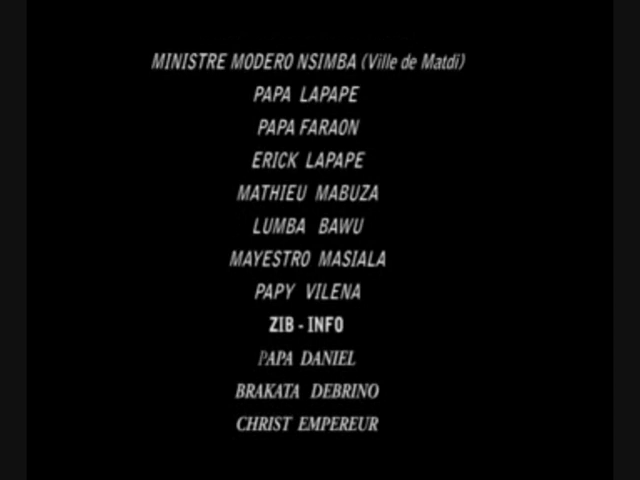 MINISTRE MODERO NSIMBA (Ville de Matdi)
PAPA LAPAPE
PAPA FARAON
ERICK LAPAPE
MATHIEU MABUZA
LUMBA BAWU
MAYESTRO MASIALA
PAPY VILENA
ZIB - INFO
PAPA DANIEL
BRAKATA DEBRINO
CHRIST EMPEREUR